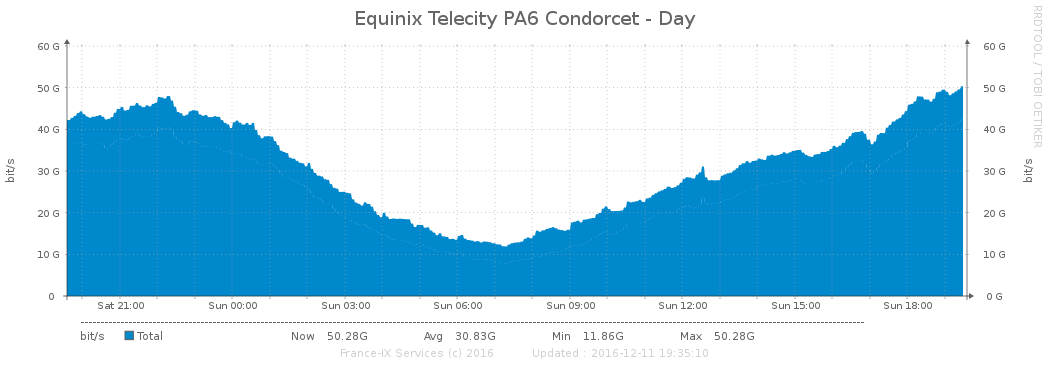 Equinix Telecity PA6 Condorcet - Day
RRDTOOL / TOBI OETIKER
60 G 60 G
50 G 50 G
40 G 40 G
30 G 30 G
20 G 20 G
10 G 10 G
0 0 G
bit/s bit/s
Sat 21:00 Sun 00:00 Sun 03:00 Sun 06:00 Sun 09:00 Sun 12:00 Sun 15:00 Sun 18:00
bit/s Total Now 50.28G Avg 30.83G Min 11.86G Max 50.28G
France-IX Services (c) 2016 Updated : 2016-12-11 19:35:10